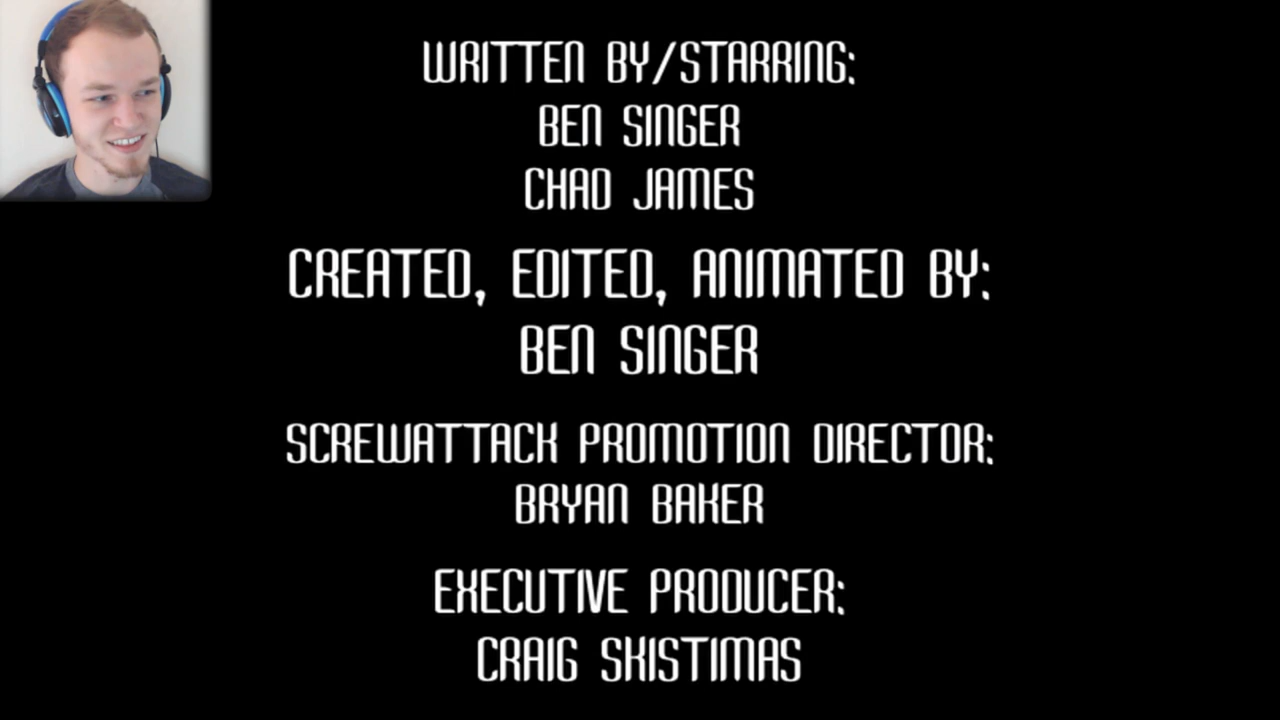 WRITTEN BY/STARRING:
BEN SINGER
CHAD JAMES
CREATED, EDITED, ANIMATED BY:
BEN SINGER
SCREWATTACK PROMOTION DIRECTOR:
BRYAN BAKER
EXECUTIVE PRODUCER:
CRAIG SKISTIMAS